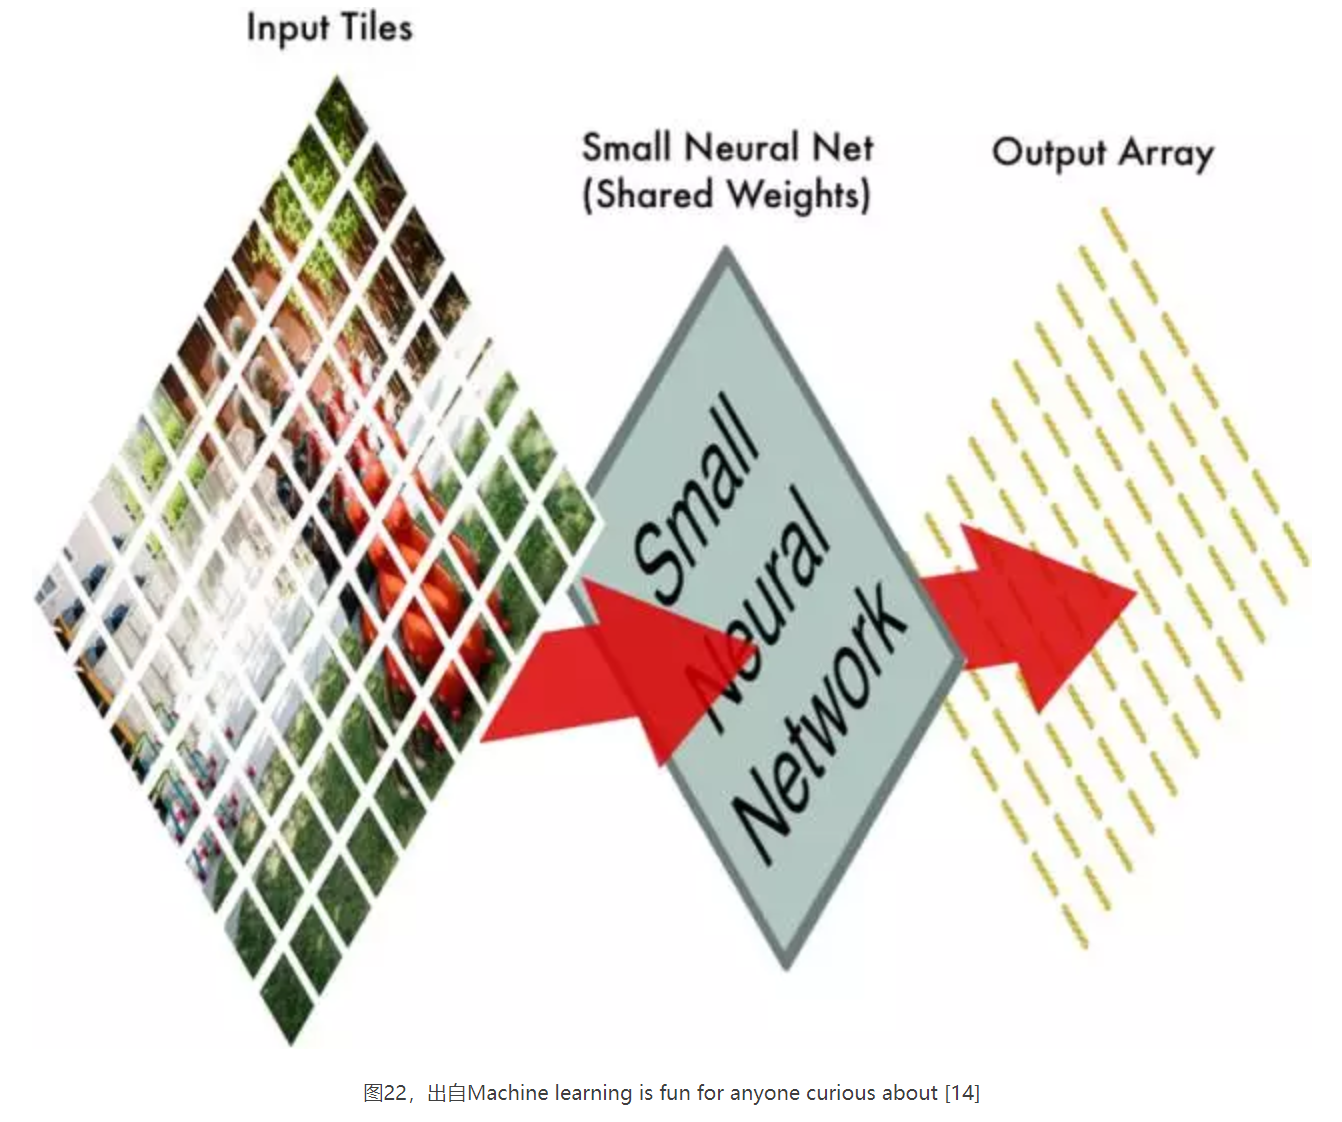 Input Tiles
Small Neural Net
(Shared Weights)
Output Array
Small
Neural
Network
图22，出自Machine learning is fun for anyone curious about [14]